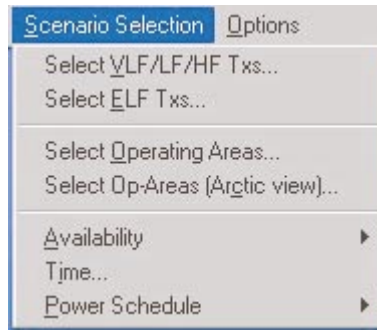 Scenario Selection Options
Select VLF/LF/HF Txs...
Select ELF Txs...
Select Operating Areas...
Select Op-Areas (Arctic view)...
Availability
Time...
Power Schedule